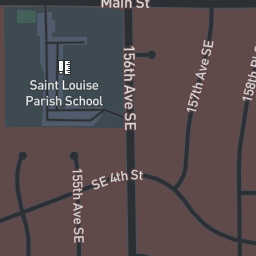 Main St
156th Ave SE
157th Ave SE
158th Pl S
Saint Louise
Parish School
SE 4th St
155th Ave SE